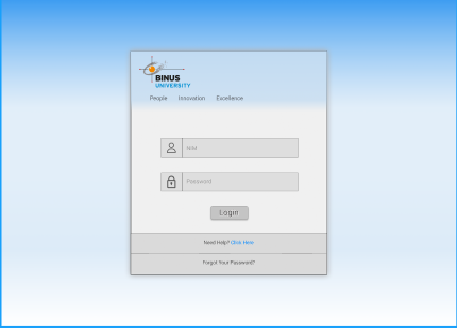 BINUS
UNIVERSITY
People Innovation Excellence
NIM
Password
Login
Need Help? Click Here
Forgot Your Password?